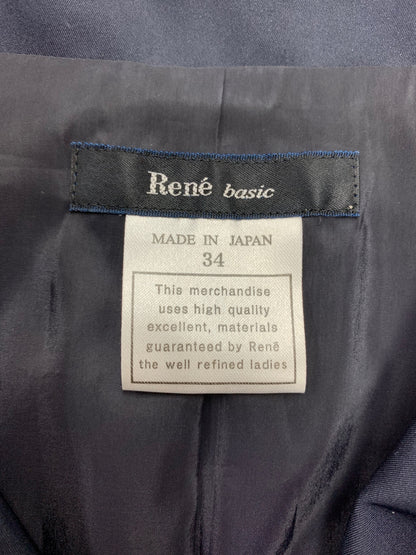 René basic
MADE IN JAPAN
34
This merchandise
uses high quality
excellent, materials
guaranteed by Renē
the well refined ladies